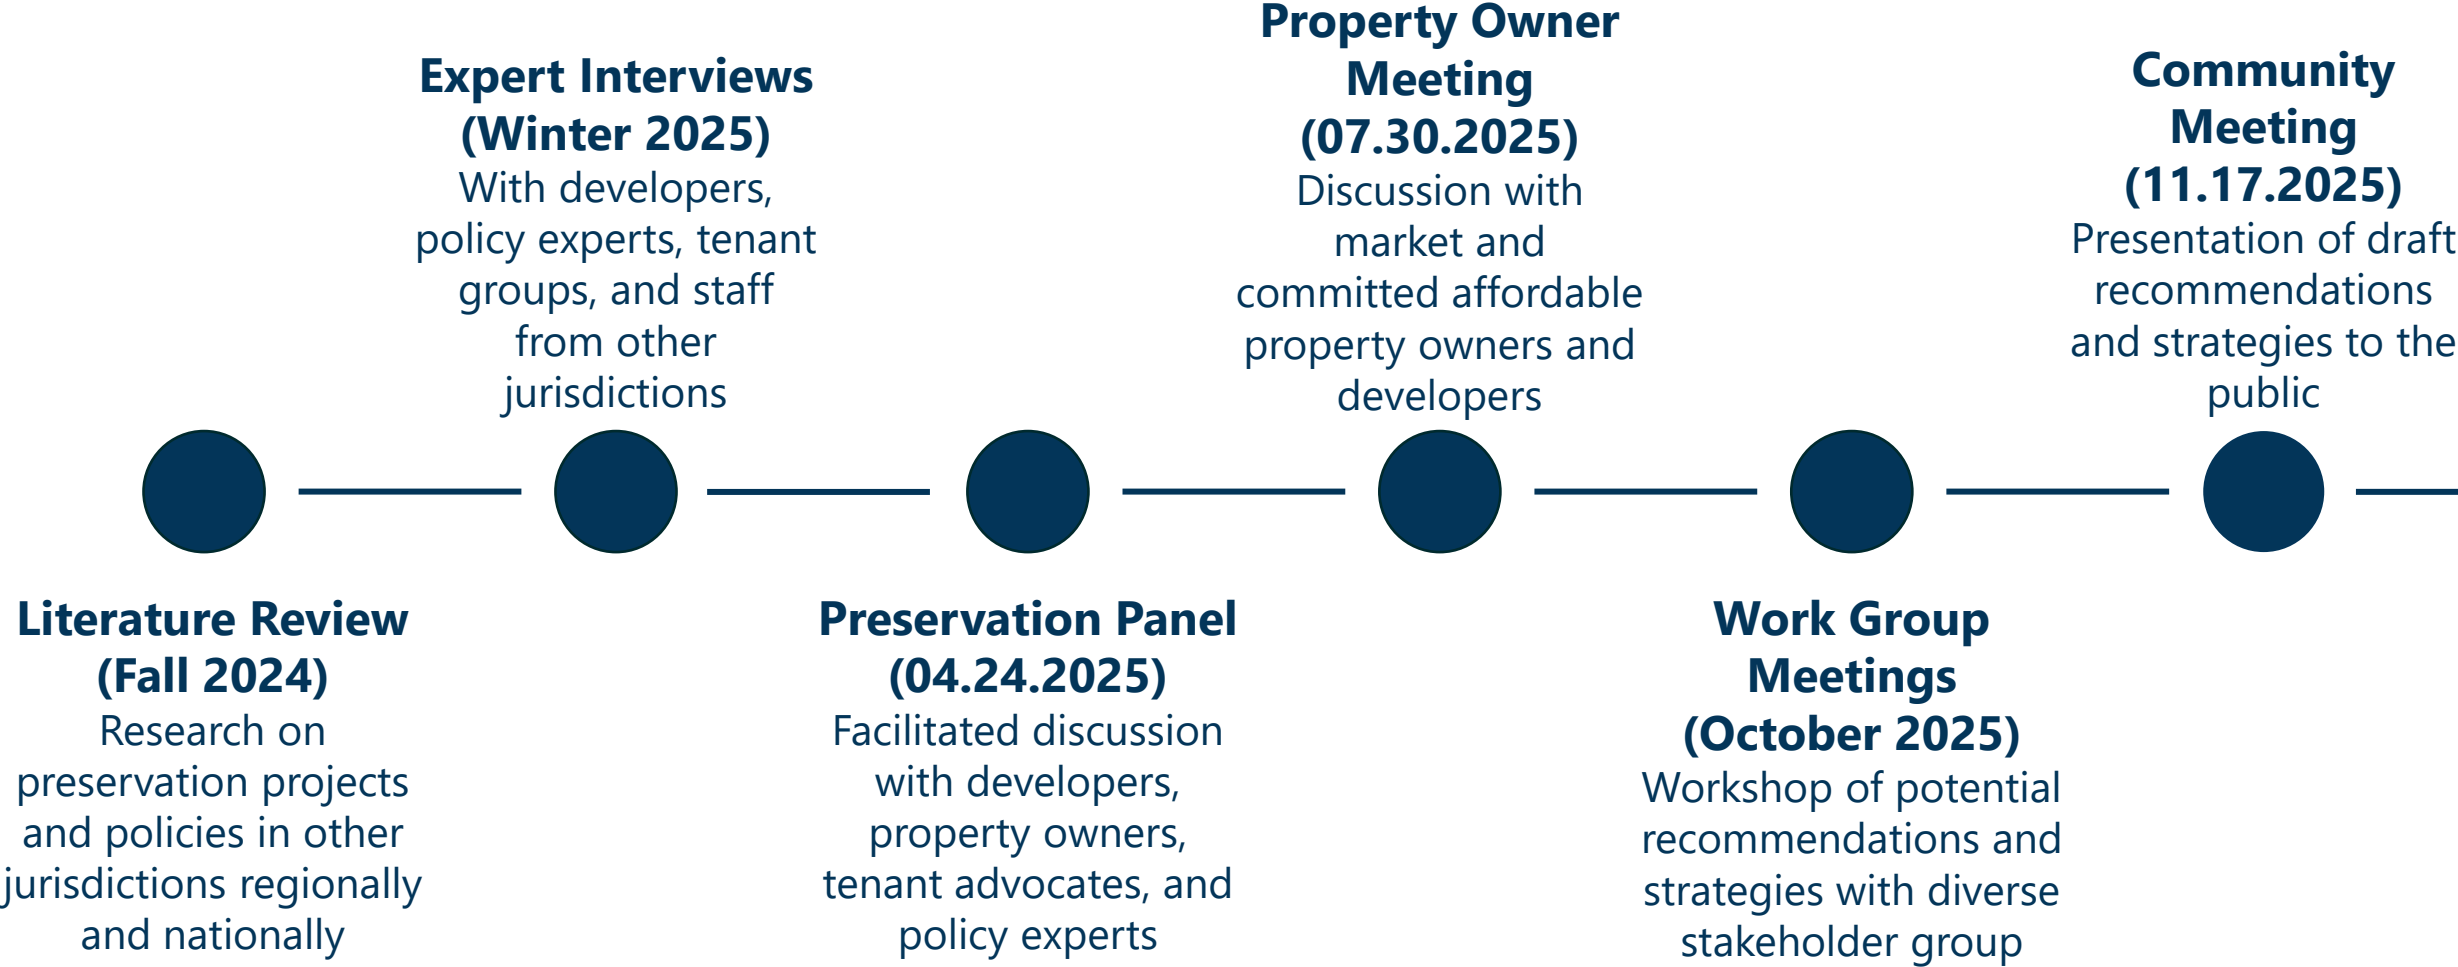 Literature Review
(Fall 2024)
Research on
preservation projects
and policies in other
jurisdictions regionally
and nationally
Expert Interviews
(Winter 2025)
With developers,
policy experts, tenant
groups, and staff
from other
jurisdictions
Preservation Panel
(04.24.2025)
Facilitated discussion
with developers,
property owners,
tenant advocates, and
policy experts
Property Owner
Meeting
(07.30.2025)
Discussion with
market and
committed affordable
property owners and
developers
Work Group
Meetings
(October 2025)
Workshop of potential
recommendations and
strategies with diverse
stakeholder group
Community
Meeting
(11.17.2025)
Presentation of draft
recommendations
and strategies to the
public